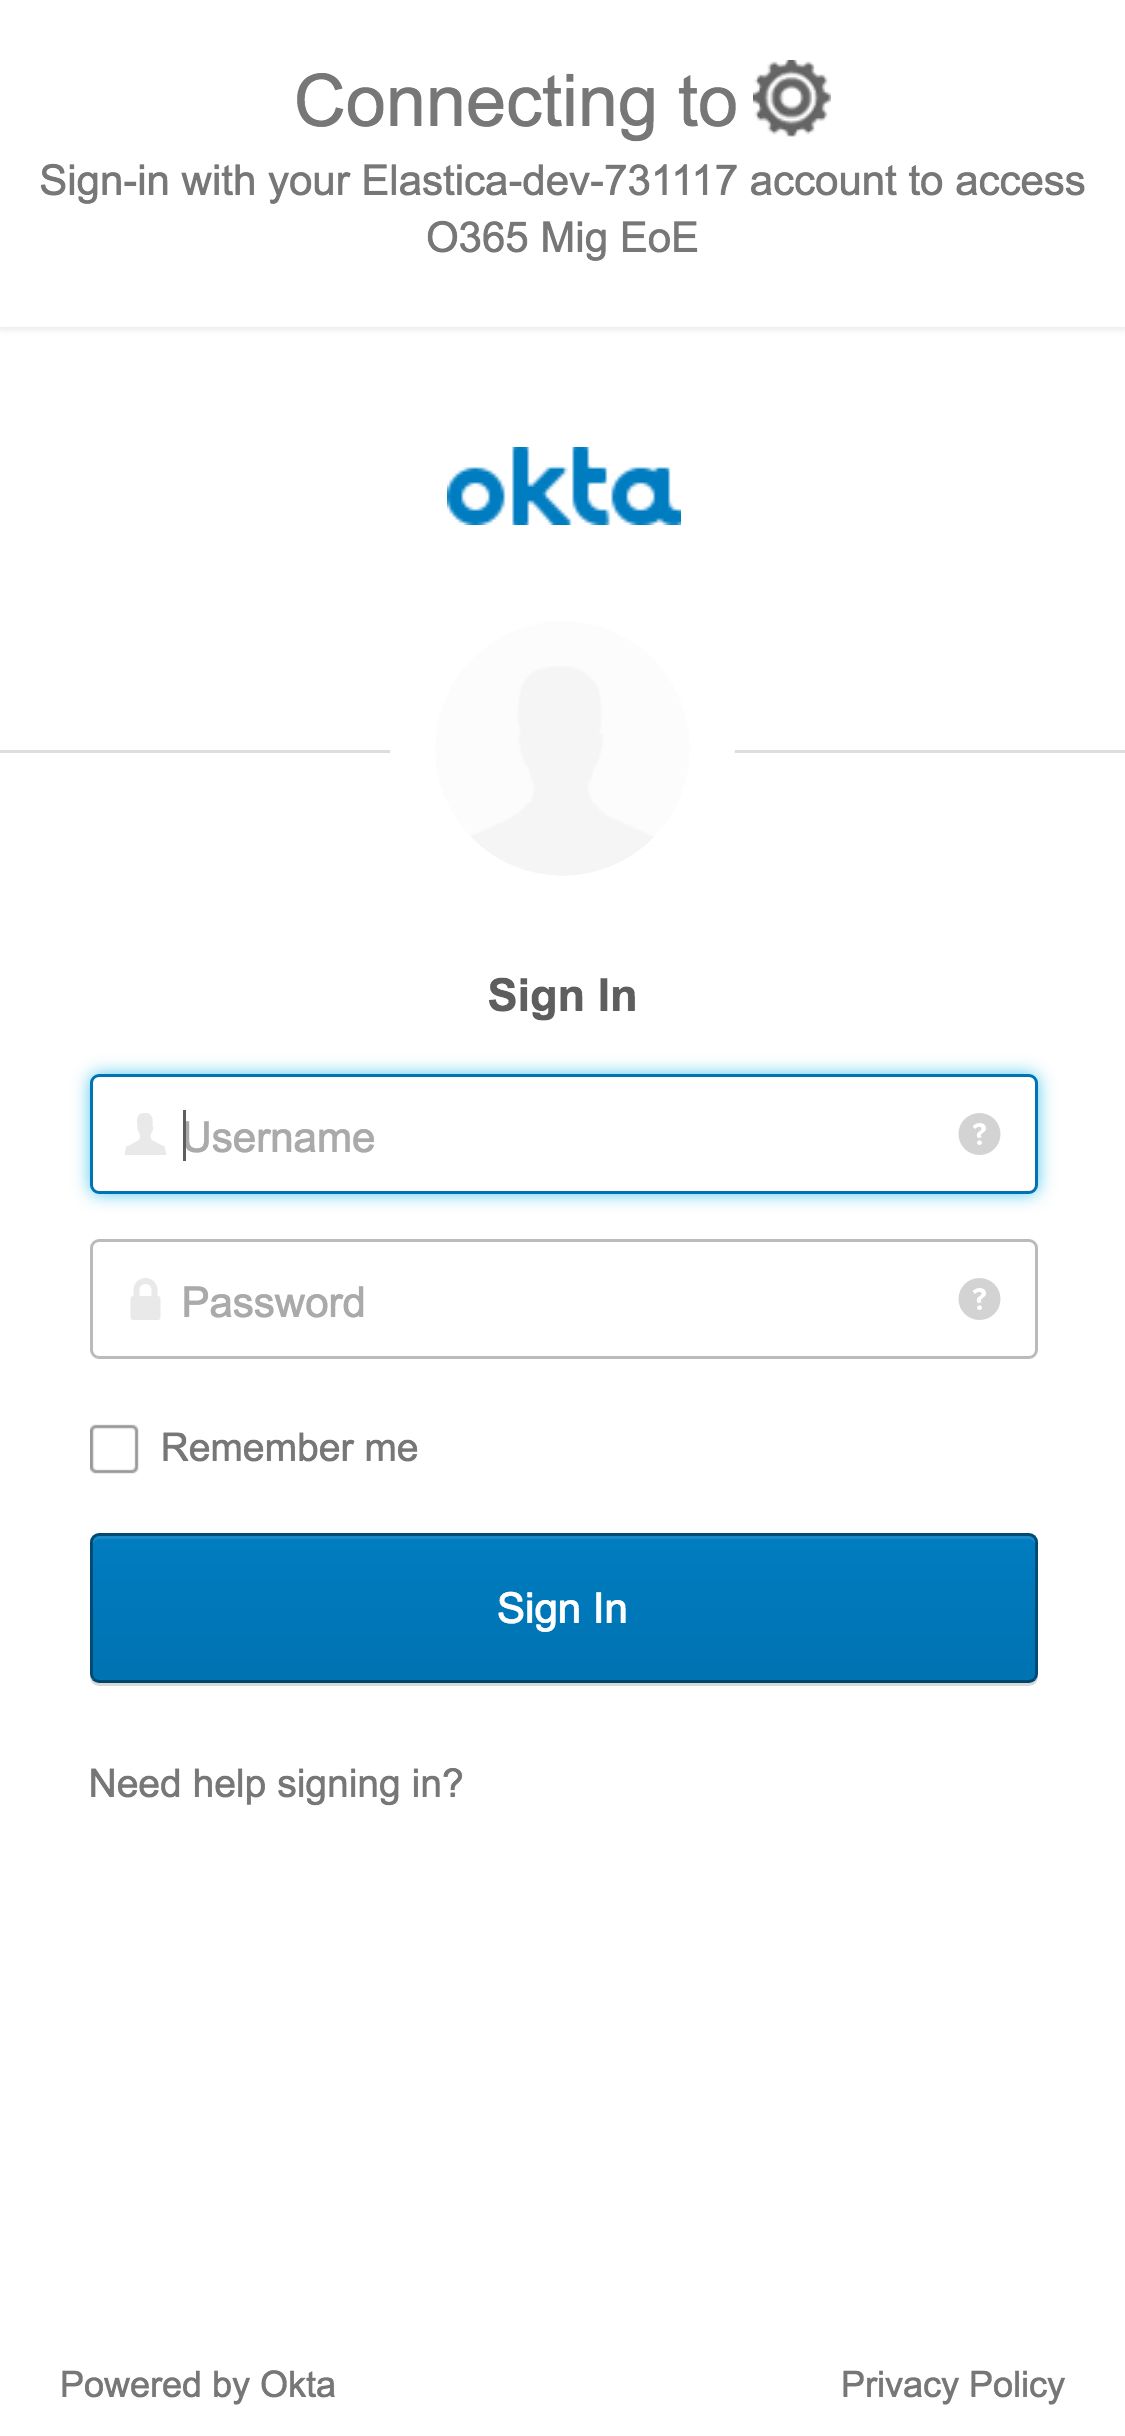 Connecting to
Sign-in with your Elastica-dev-731117 account to access
O365 Mig EoE
okta
Sign In
Username
?
Password
?
Remember me
Sign In
Need help signing in?
Powered by Okta
Privacy Policy